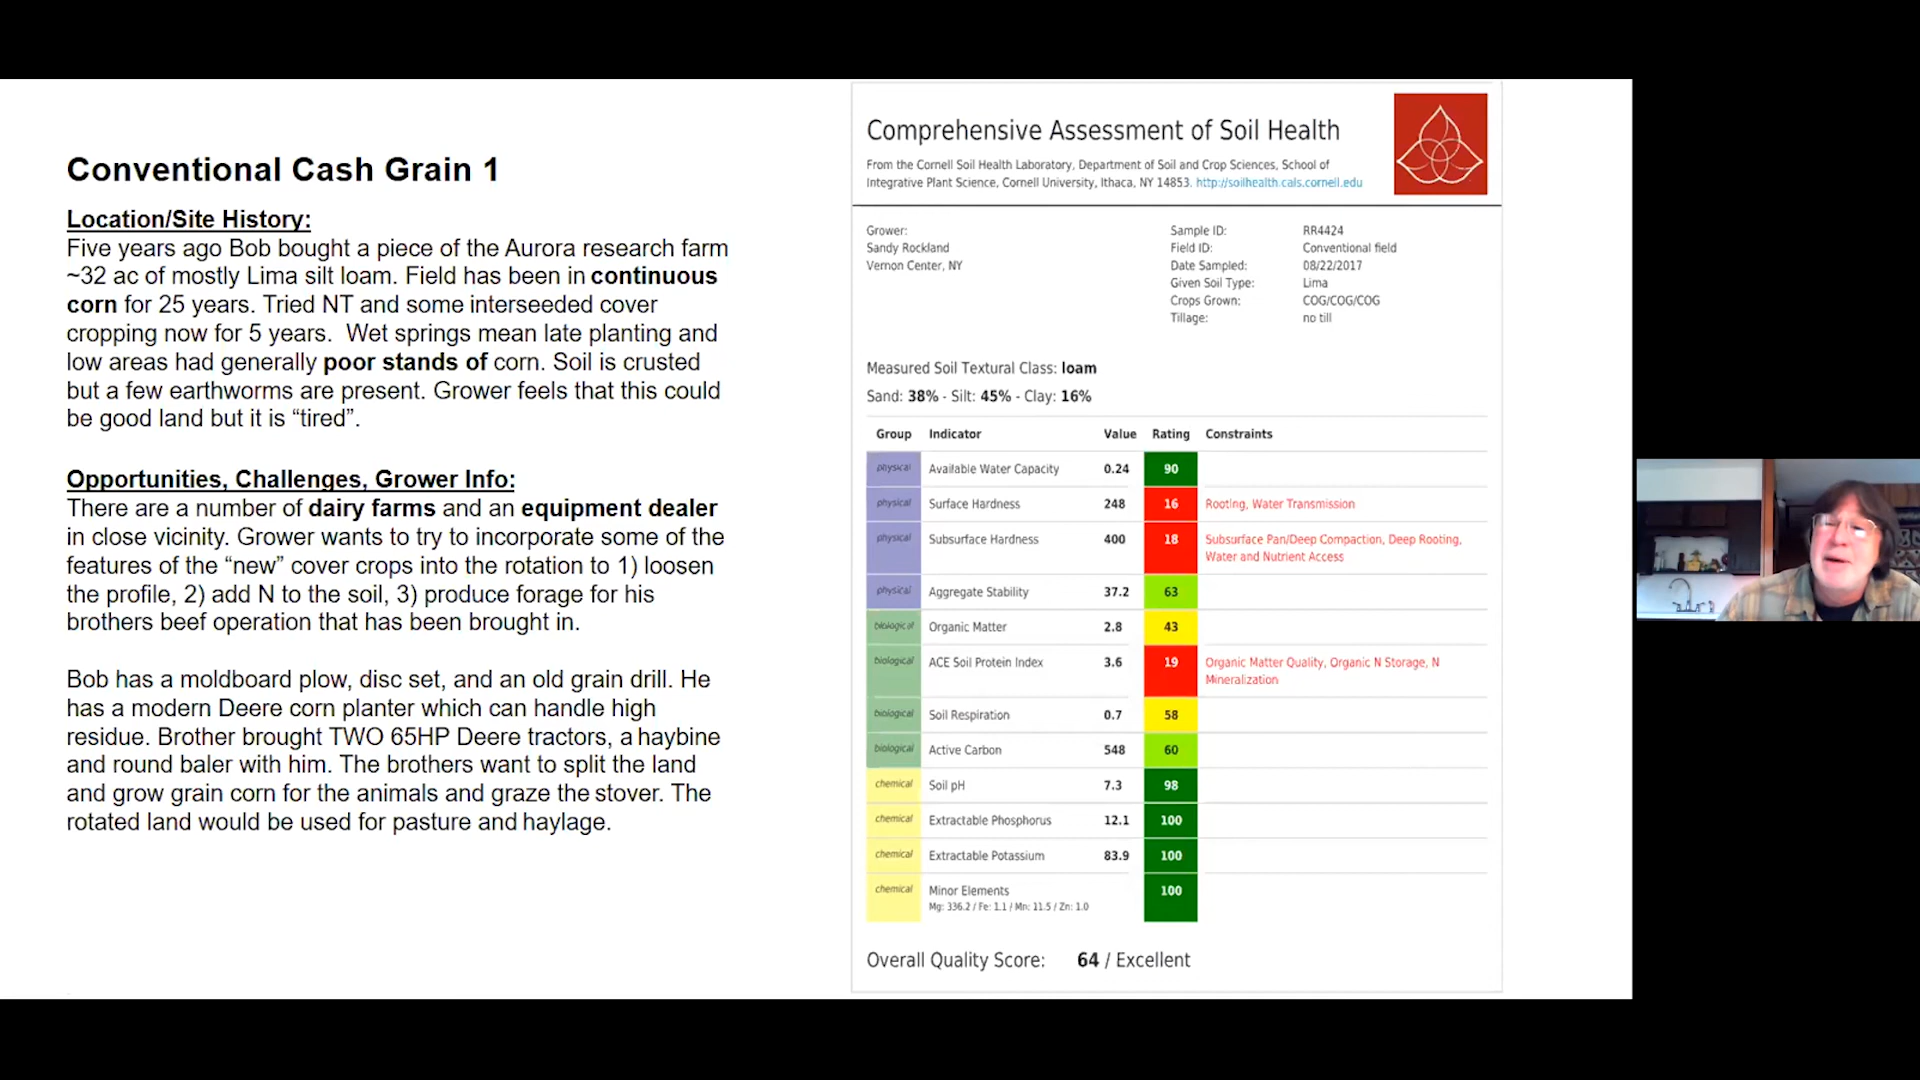 Conventional Cash Grain 1
Location/Site History:
Five years ago Bob bought a piece of the Aurora research farm
~32 ac of mostly Lima silt loam. Field has been in continuous
corn for 25 years. Tried NT and some interseeded cover
cropping now for 5 years.  Wet springs mean late planting and
low areas had generally poor stands of corn. Soil is crusted
but a few earthworms are present. Grower feels that this could
be good land but it is “tired”.
Opportunities, Challenges, Grower Info:
There are a number of dairy farms and an equipment dealer
in close vicinity. Grower wants to try to incorporate some of the
features of the “new” cover crops into the rotation to 1) loosen
the profile, 2) add N to the soil, 3) produce forage for his
brothers beef operation that has been brought in.
Bob has a moldboard plow, disc set, and an old grain drill. He
has a modern Deere corn planter which can handle high
residue. Brother brought TWO 65HP Deere tractors, a haybine
and round baler with him. The brothers want to split the land
and grow grain corn for the animals and graze the stover. The
rotated land would be used for pasture and haylage.
Comprehensive Assessment of Soil Health
From the Cornell Soil Health Laboratory, Department of Soil and Crop Sciences, School of
Integrative Plant Science, Cornell University, Ithaca, NY 14853. http://soilhealth.cals.cornell.edu
Grower:
Sandy Rockland
Vernon Center, NY
Sample ID: RR4424
Field ID: Conventional field
Date Sampled: 08/22/2017
Given Soil Type: Lima
Crops Grown: COG/COG/COG
Tillage: no till
Measured Soil Textural Class: loam
Sand: 38% - Silt: 45% - Clay: 16%
Group Indicator Value Rating Constraints
physical Available Water Capacity 0.24 90
physical Surface Hardness 248 16 Rooting, Water Transmission
physical Subsurface Hardness 400 18 Subsurface Pan/Deep Compaction, Deep Rooting,
Water and Nutrient Access
physical Aggregate Stability 37.2 63
biological Organic Matter 2.8 43
biological ACE Soil Protein Index 3.6 19 Organic Matter Quality, Organic N Storage, N
Mineralization
biological Soil Respiration 0.7 58
biological Active Carbon 548 60
chemical Soil pH 7.3 98
chemical Extractable Phosphorus 12.1 100
chemical Extractable Potassium 83.9 100
chemical Minor Elements 100
Mg: 336.2 / Fe: 1.1 / Mn: 11.5 / Zn: 1.0
Overall Quality Score: 64 / Excellent